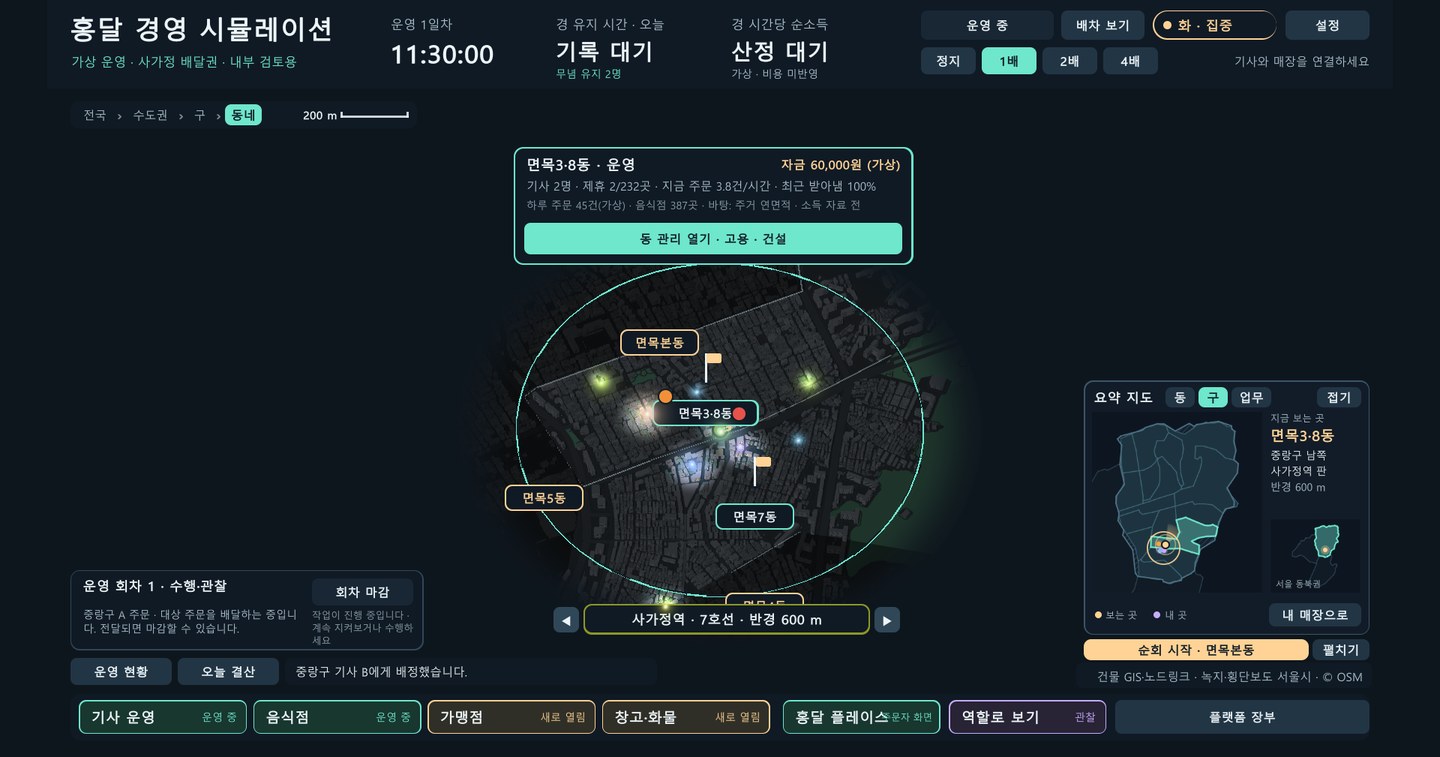 홍달 경영 시뮬레이션
가상 운영 · 사가정 배달권 · 내부 검토용
운영 1일차
11:30:00
경 유지 시간 · 오늘
기록 대기
무냄 유지 2명
경 시간당 순소득
산정 대기
가상 · 비용 미반영
운영 중
배차 보기
화 · 집중
설정
정지
1배
2배
4배
기사와 매장을 연결하세요
전국 › 수도권 › 구 › 동네
200 m
면목3·8동 · 운영
자금 60,000원 (가상)
기사 2명 · 제휴 2/232곳 · 지금 주문 3.8건/시간 · 최근 받아냄 100%
하루 주문 45건(가상) · 음식점 387곳 · 바탕: 주거 연면적 · 소득 자료 전
동 관리 열기 · 고용 · 건설
면목본동
면목3·8동
면목5동
면목7동
◀ 사가정역 · 7호선 · 반경 600 m ▶
요약 지도
동
구
업무
접기
지금 보는 곳
면목3·8동
중랑구 남쪽
사가정역 판
반경 600 m
서울 동북권
보는 곳
내 곳
내 매장으로
순회 시작 · 면목본동
펼치기
건물 GIS·노드링크 · 녹지·횡단보도 서울시 · © OSM
운영 회차 1 · 수행·관찰
회차 마감
중랑구 A 주문 · 대상 주문을 배달하는 중입니
다. 전달되면 마감할 수 있습니다.
작업이 진행 중입니다 ·
계속 지켜보거나 수행하
세요
운영 현황
오늘 결산
중랑구 기사 B에게 배정했습니다.
기사 운영
운영 중
음식점
운영 중
가맹점
새로 열림
창고·화물
새로 열림
홍달 플레이스
주문자 화면
역할로 보기
관찰
플랫폼 장부